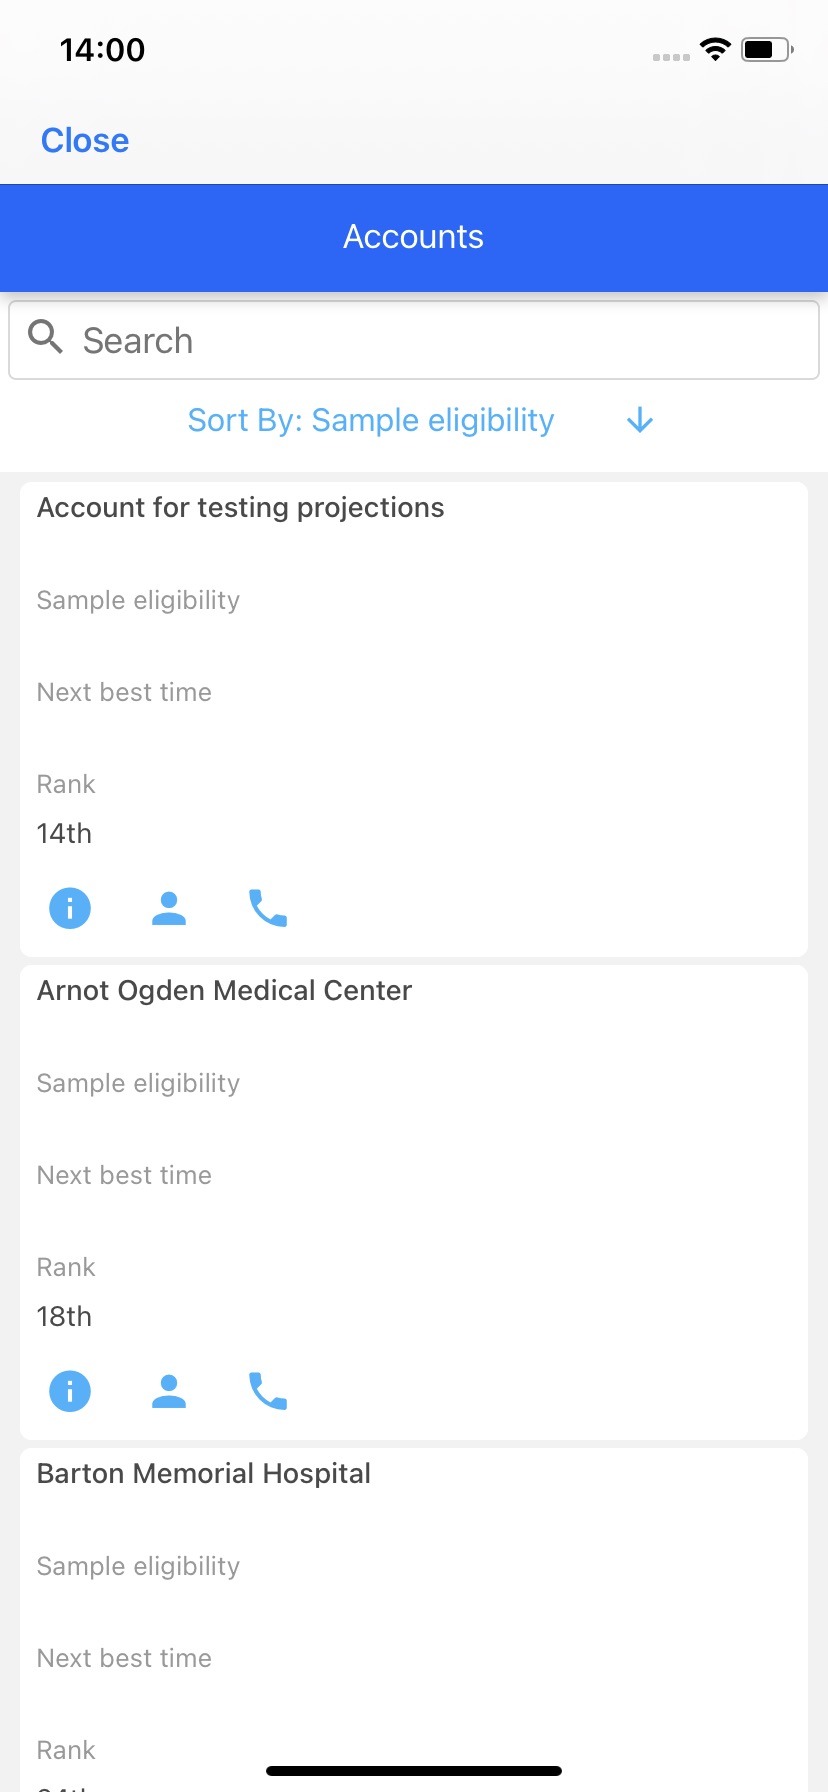 14:00
Close
Accounts
Search
Sort By: Sample eligibility
Account for testing projections
Sample eligibility
Next best time
Rank
14th
Arnot Ogden Medical Center
Sample eligibility
Next best time
Rank
18th
Barton Memorial Hospital
Sample eligibility
Next best time
Rank